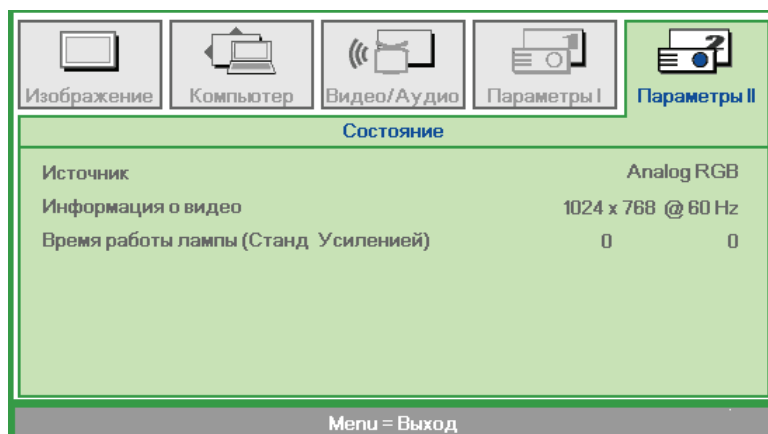 Изображение Компьютер Видео/Аудио Параметры I Параметры II
Состояние
Источник Analog RGB
Информация о видео 1024 x 768 @ 60 Hz
Время работы лампы (Станд Усиленией) 0 0
Menu = Выход